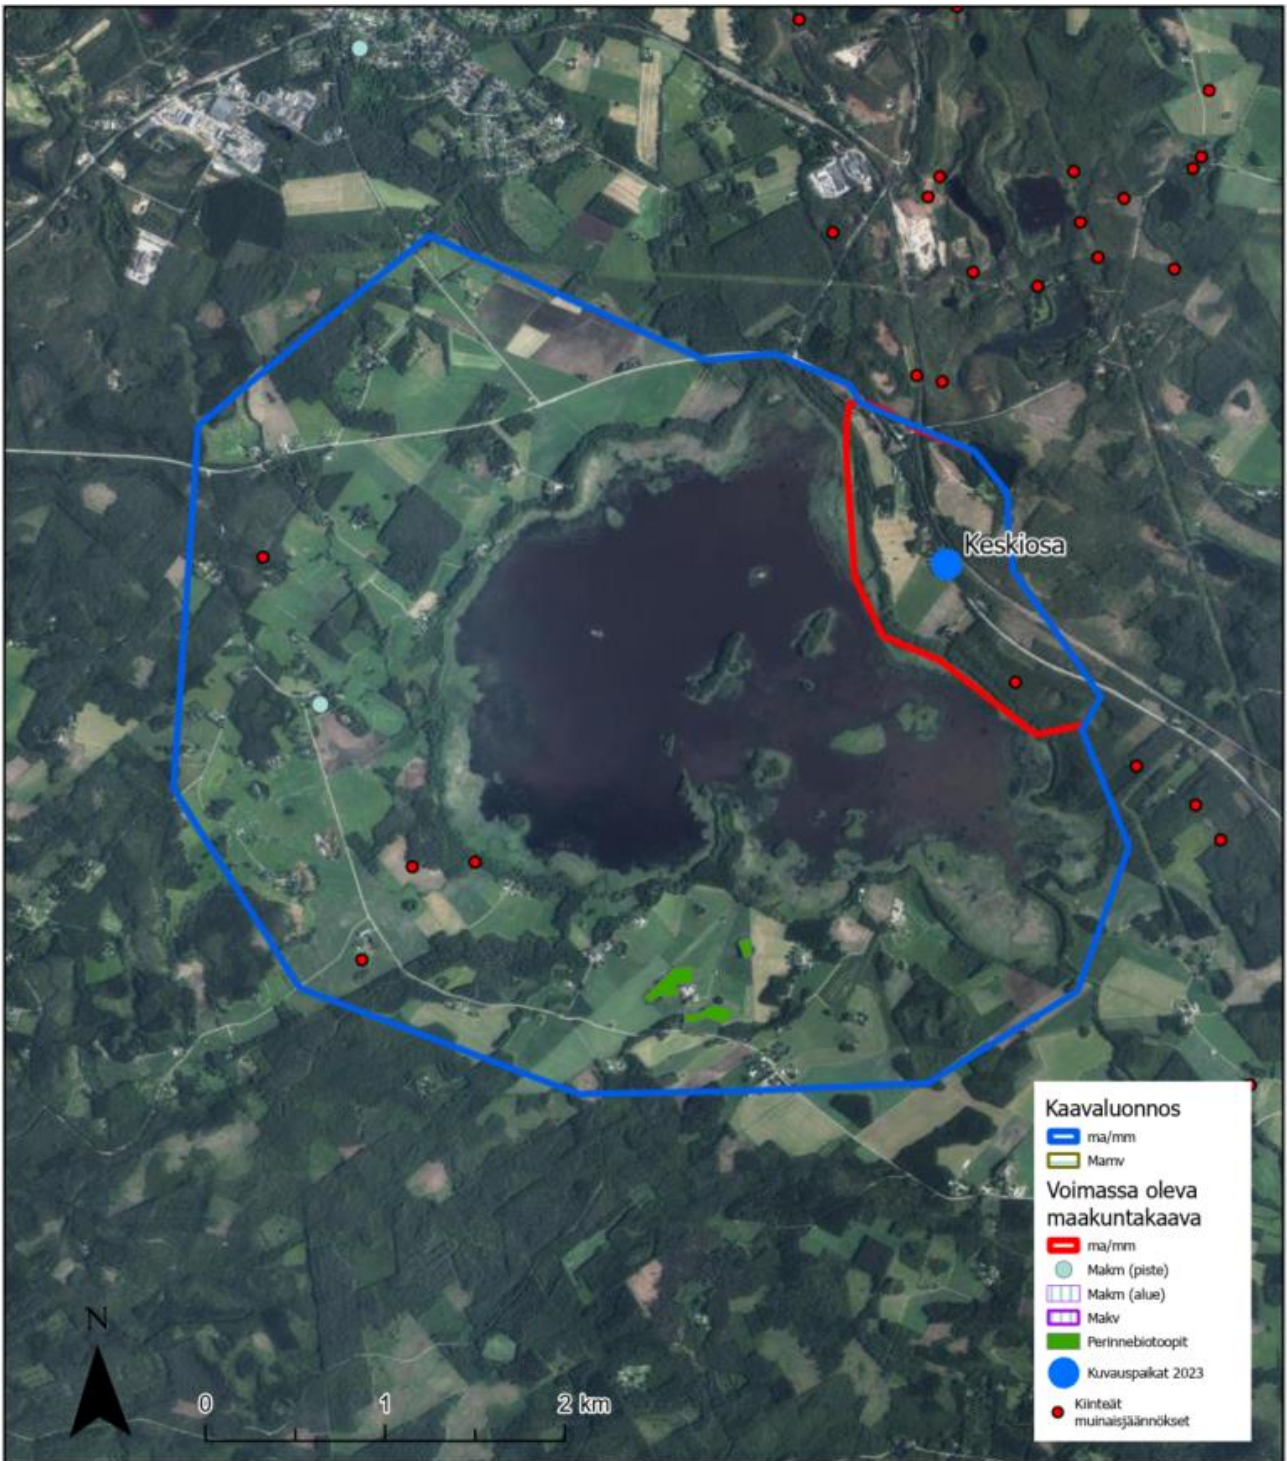 Keskiosa
Kaavaluonnos
ma/mm
Mamv
Voimassa oleva
maakuntakaava
ma/mm
Makm (piste)
Makm (alue)
Makv
Perinnebiotoopit
Kuvauspaikat 2023
Kiinteät
muinaisjäännökset
N
0 1 2 km